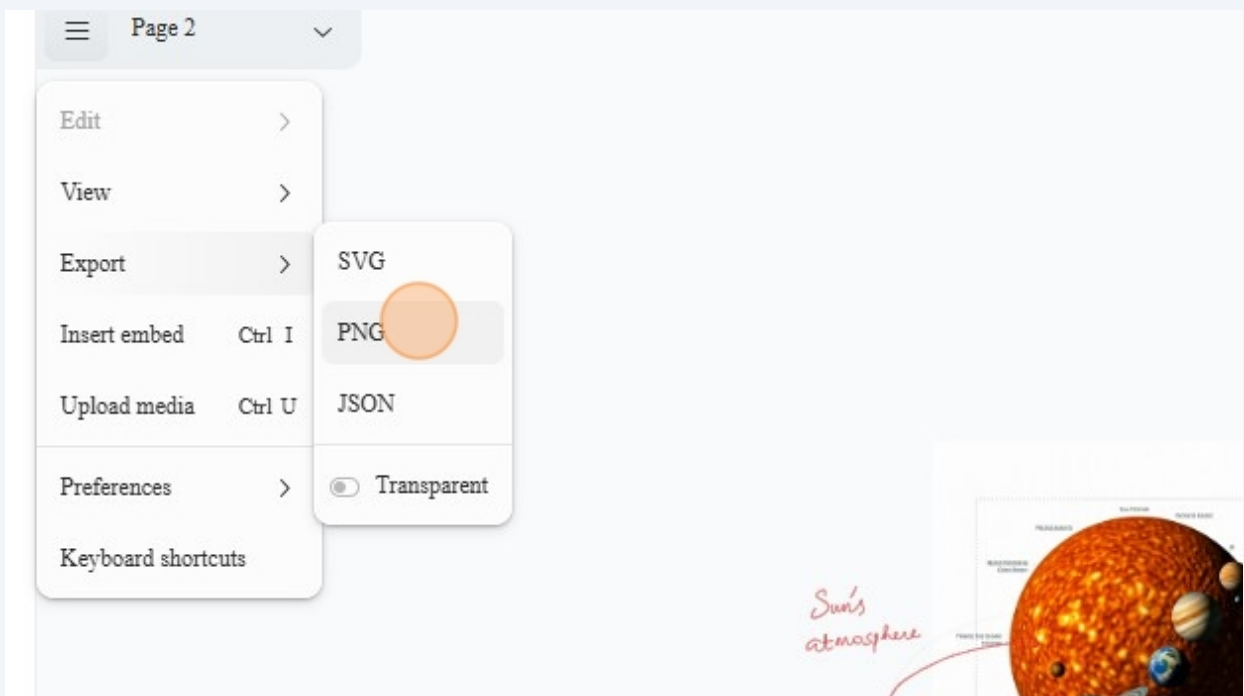 Page 2
Edit
View
Export
Insert embed Ctrl I
Upload media Ctrl U
Preferences
Keyboard shortcuts
SVG
PNG
JSON
Transparent
Sun's
atmosphere